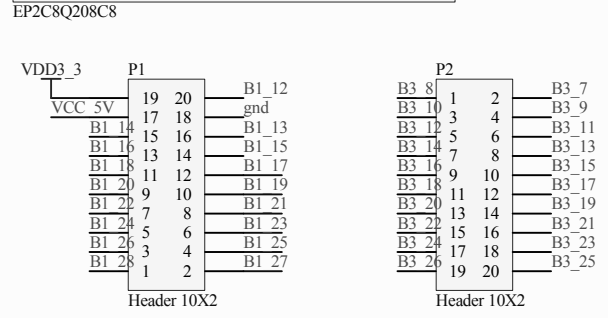 EP2C8Q208C8
VDD3_3 P1 P2
19 20 B1_12 B3_8 1 2 B3_7
VCC_5V 17 18 gnd B3_10 3 4 B3_9
B1_14 15 16 B1_13 B3_12 5 6 B3_11
B1_16 13 14 B1_15 B3_14 7 8 B3_13
B1_18 11 12 B1_17 B3_16 9 10 B3_15
B1_20 9 10 B1_19 B3_18 11 12 B3_17
B1_22 7 8 B1_21 B3_20 13 14 B3_19
B1_24 5 6 B1_23 B3_22 15 16 B3_21
B1_26 3 4 B1_25 B3_24 17 18 B3_23
B1_28 1 2 B1_27 B3_26 19 20 B3_25
Header 10X2 Header 10X2